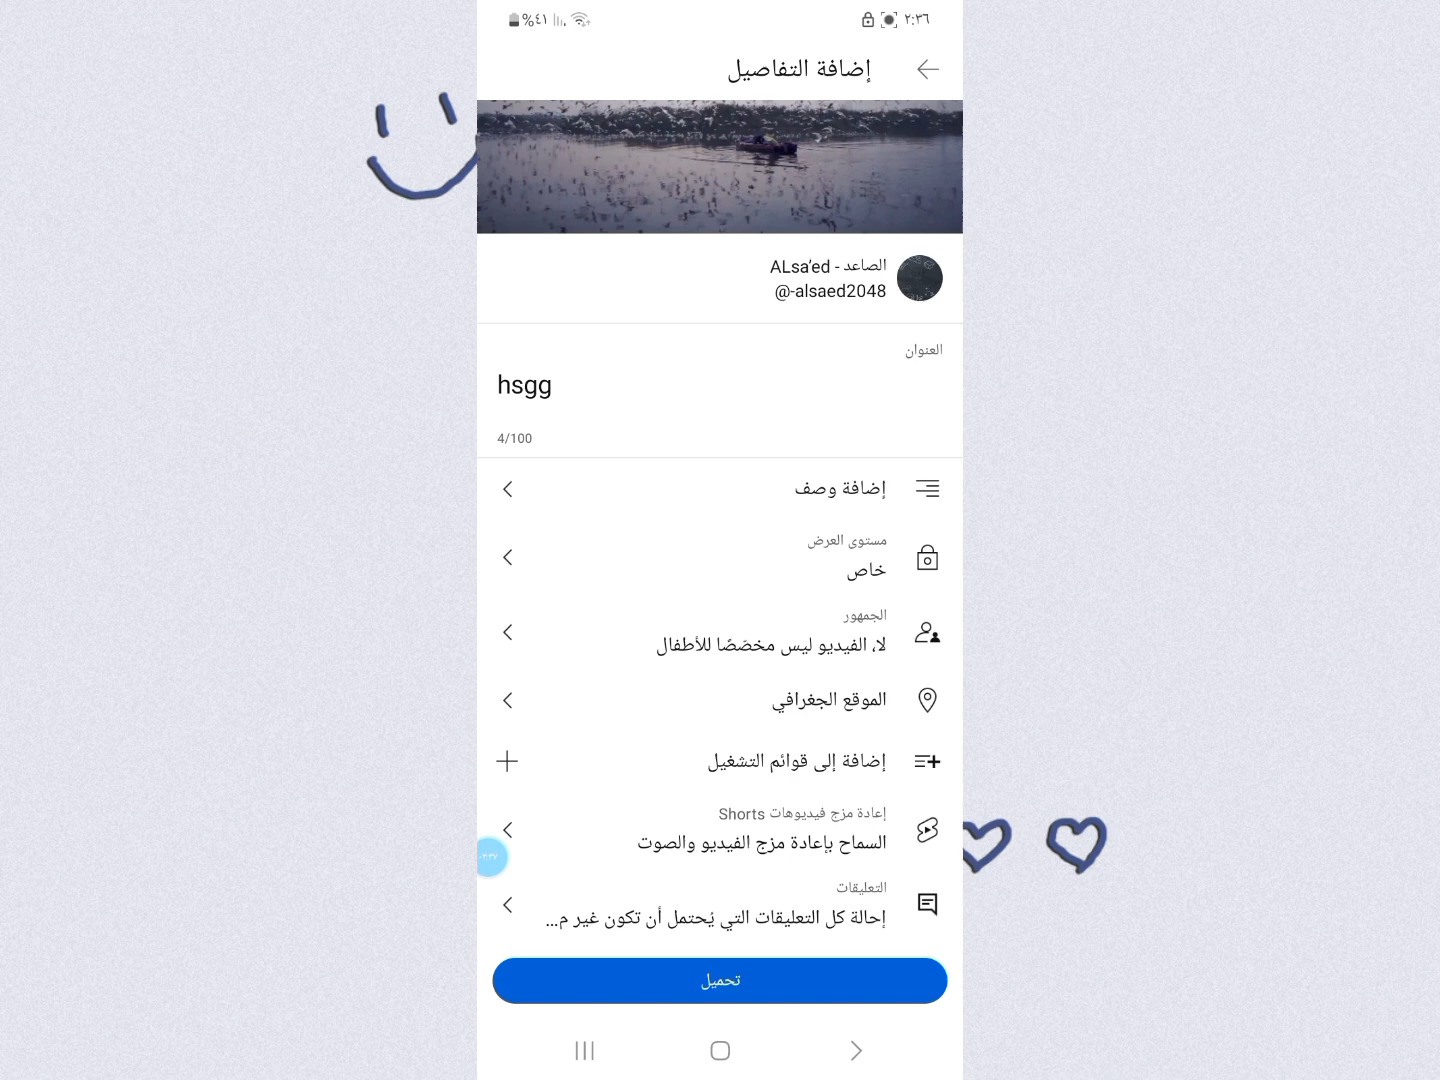 ٢:٣٦ %٤١
إضافة التفاصيل
الصاعد - ALsa'ed
@-alsaed2048
العنوان
hsgg
4/100
إضافة وصف
مستوى العرض
خاص
الجمهور
لا، الفيديو ليس مخصّصًا للأطفال
الموقع الجغرافي
إضافة إلى قوائم التشغيل
إعادة مزج فيديوهات Shorts
السماح بإعادة مزج الفيديو والصوت
التعليقات
إحالة كل التعليقات التي يُحتمل أن تكون غير م...
تحميل